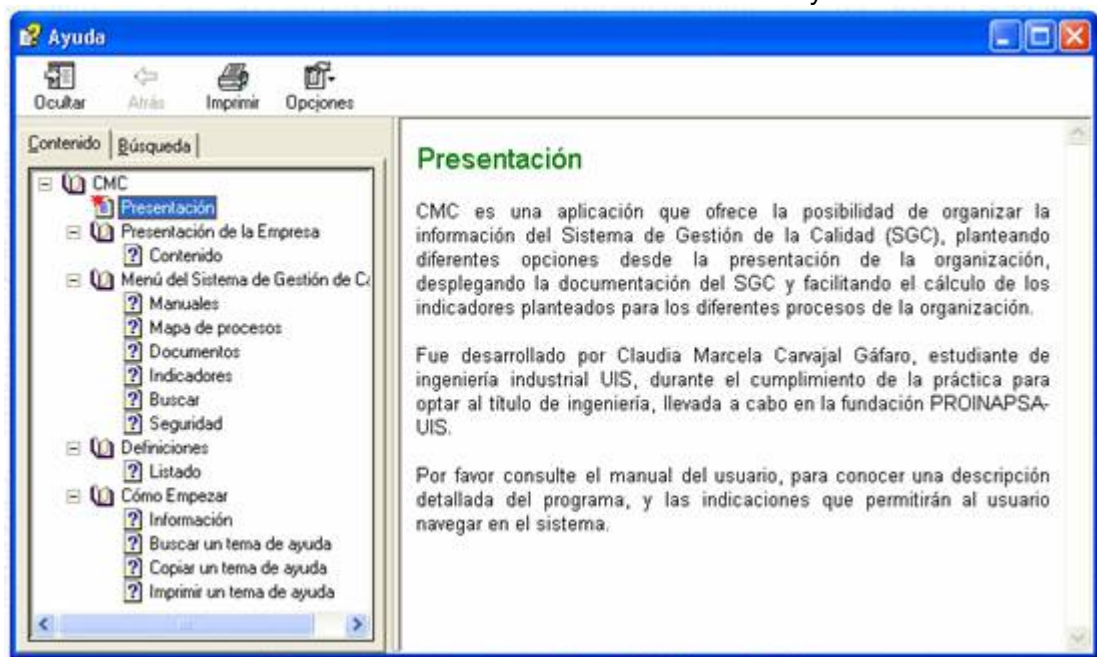 Ayuda
Ocultar Atrás Imprimir Opciones
Contenido Búsqueda
CMC
Presentación
Presentación de la Empresa
Contenido
Menú del Sistema de Gestión de Ca
Manuales
Mapa de procesos
Documentos
Indicadores
Buscar
Seguridad
Definiciones
Listado
Cómo Empezar
Información
Buscar un tema de ayuda
Copiar un tema de ayuda
Imprimir un tema de ayuda
Presentación
CMC es una aplicación que ofrece la posibilidad de organizar la
información del Sistema de Gestión de la Calidad (SGC), planteando
diferentes opciones desde la presentación de la organización,
desplegando la documentación del SGC y facilitando el cálculo de los
indicadores planteados para los diferentes procesos de la organización.
Fue desarrollado por Claudia Marcela Carvajal Gáfaro, estudiante de
ingeniería industrial UIS, durante el cumplimiento de la práctica para
optar al título de ingeniería, llevada a cabo en la fundación PROINAPSA-
UIS.
Por favor consulte el manual del usuario, para conocer una descripción
detallada del programa, y las indicaciones que permitirán al usuario
navegar en el sistema.